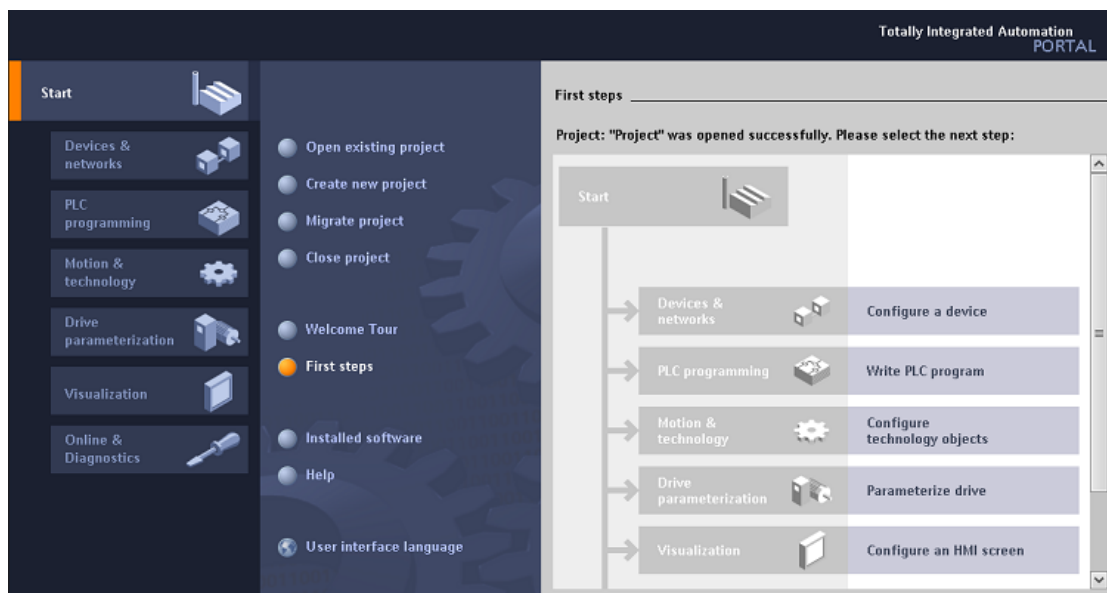 Totally Integrated Automation
PORTAL
Start
Devices &
networks
PLC
programming
Motion &
technology
Drive
parameterization
Visualization
Online &
Diagnostics
Open existing project
Create new project
Migrate project
Close project
Welcome Tour
First steps
Installed software
Help
User interface language
First steps
Project: "Project" was opened successfully. Please select the next step:
Start
Devices &
networks
Configure a device
PLC programming
Write PLC program
Motion &
technology
Configure
technology objects
Drive
parameterization
Parameterize drive
Visualization
Configure an HMI screen